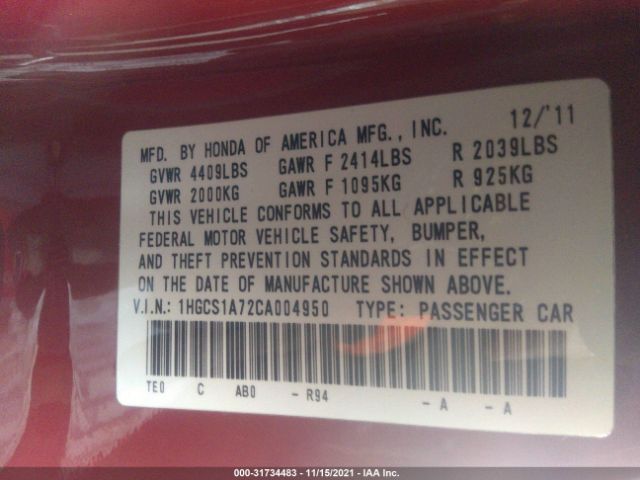 12/'11
MFD. BY HONDA OF AMERICA MFG., INC.
GVWR 4409LBS GAWR F 2414LBS R 2039LBS
GVWR 2000KG GAWR F 1095KG R 925KG
THIS VEHICLE CONFORMS TO ALL APPLICABLE
FEDERAL MOTOR VEHICLE SAFETY, BUMPER,
AND THEFT PREVENTION STANDARDS IN EFFECT
ON THE DATE OF MANUFACTURE SHOWN ABOVE.
V.I.N.: 1HGCS1A72CA004950 TYPE: PASSENGER CAR
TE0 C AB0 - R94 - A - A
000-31734483 - 11/15/2021 - IAA Inc.